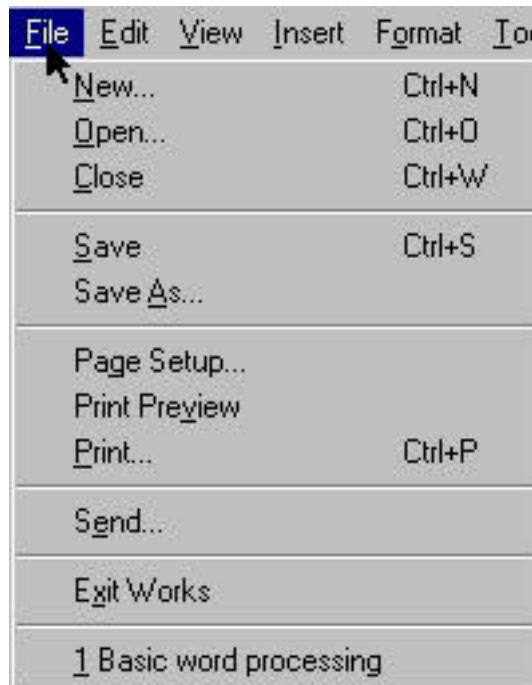 File Edit View Insert Format
New... Ctrl+N
Open... Ctrl+O
Close Ctrl+W
Save Ctrl+S
Save As...
Page Setup...
Print Preview
Print... Ctrl+P
Send...
Exit Works
1 Basic word processing